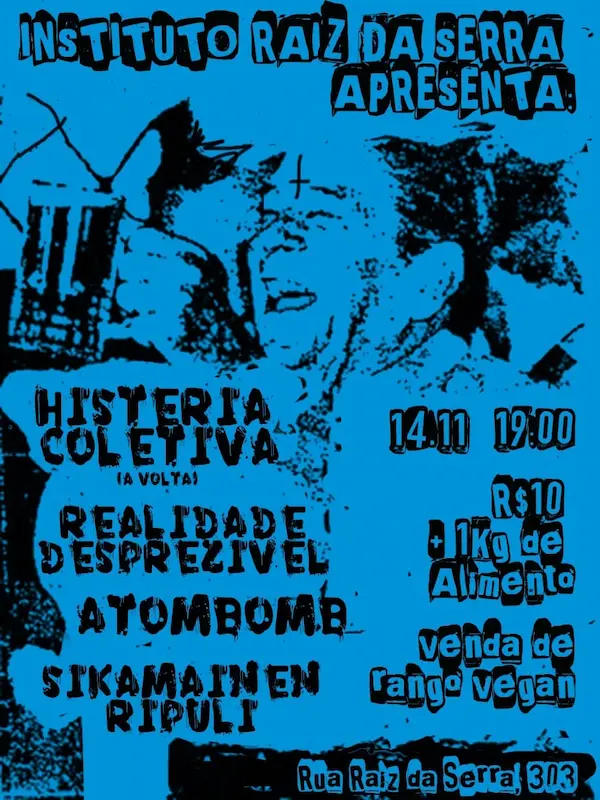 INSTITUTO RAIZ DA SERRA
APRESENTA
HISTERIA
COLETIVA
(A VOLTA)
REALIDADE
DESPREZIVEL
ATOMBOMB
SIKAMAINEN
RIPULI
14.11 19:00
R$10
+ 1Kg de
Alimento
venda de
rango vegan
Rua Raiz da Serra, 303